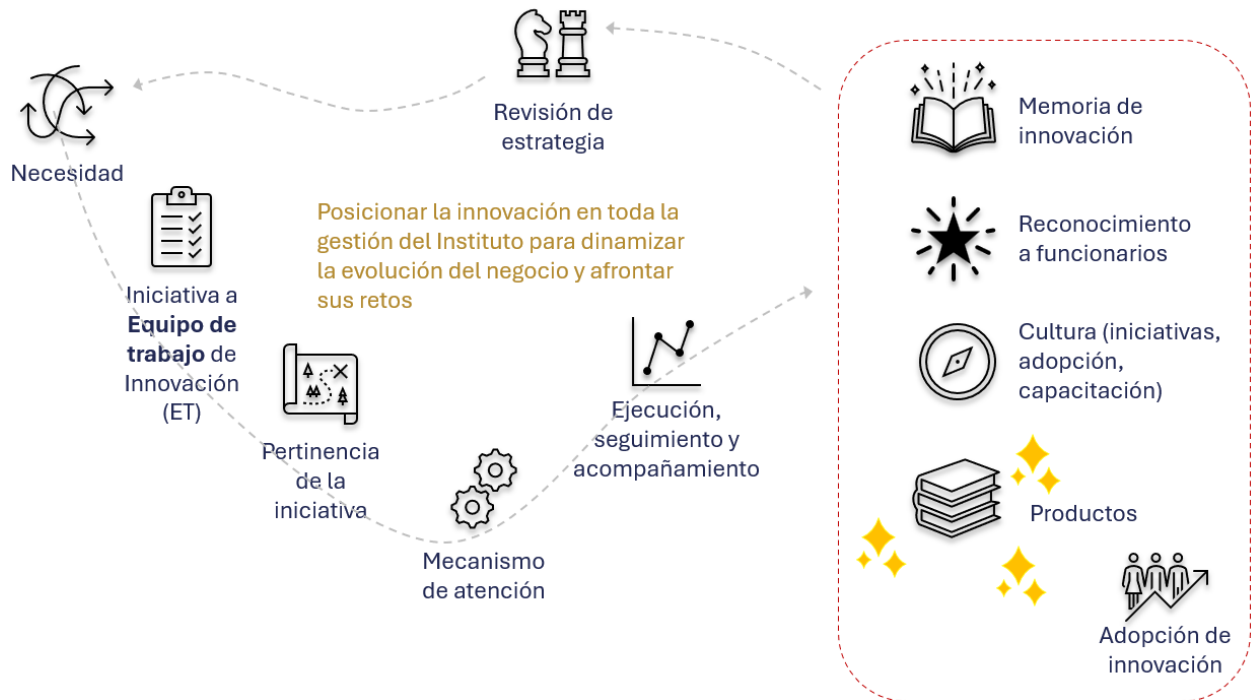 Revisión de
estrategia
Necesidad
Iniciativa a
Equipo de
trabajo de
Innovación
(ET)
Posicionar la innovación en toda la
gestión del Instituto para dinamizar
la evolución del negocio y afrontar
sus retos
Pertinencia
de la
iniciativa
Mecanismo
de atención
Ejecución,
seguimiento y
acompañamiento
Memoria de
innovación
Reconocimiento
a funcionarios
Cultura (iniciativas,
adopción,
capacitación)
Productos
Adopción de
innovación